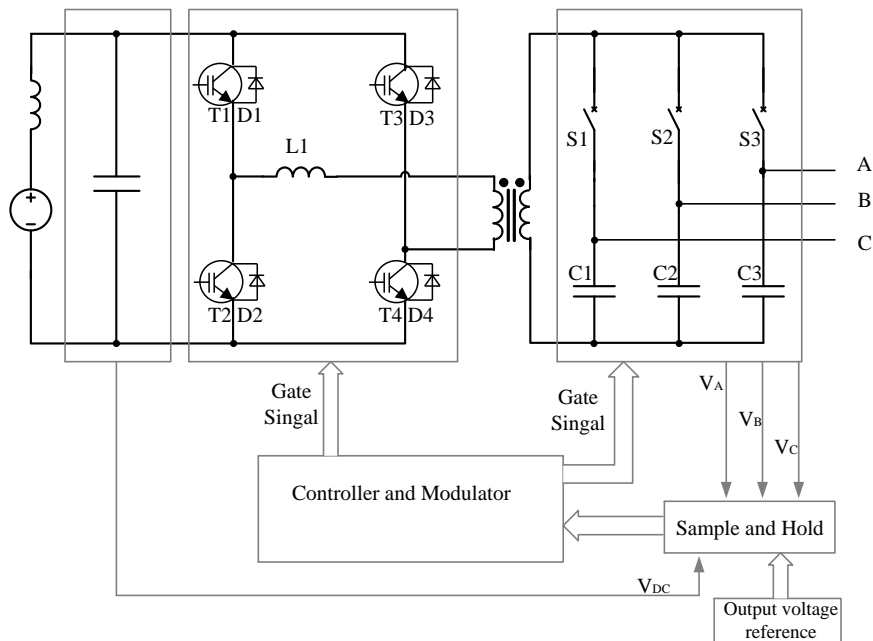 T1 D1
T3 D3
L1
S1
S2
S3
A
B
C
T2 D2
T4 D4
C1
C2
C3
Gate
Singal
Gate
Singal
VA
VB
VC
Controller and Modulator
Sample and Hold
VDC
Output voltage
reference